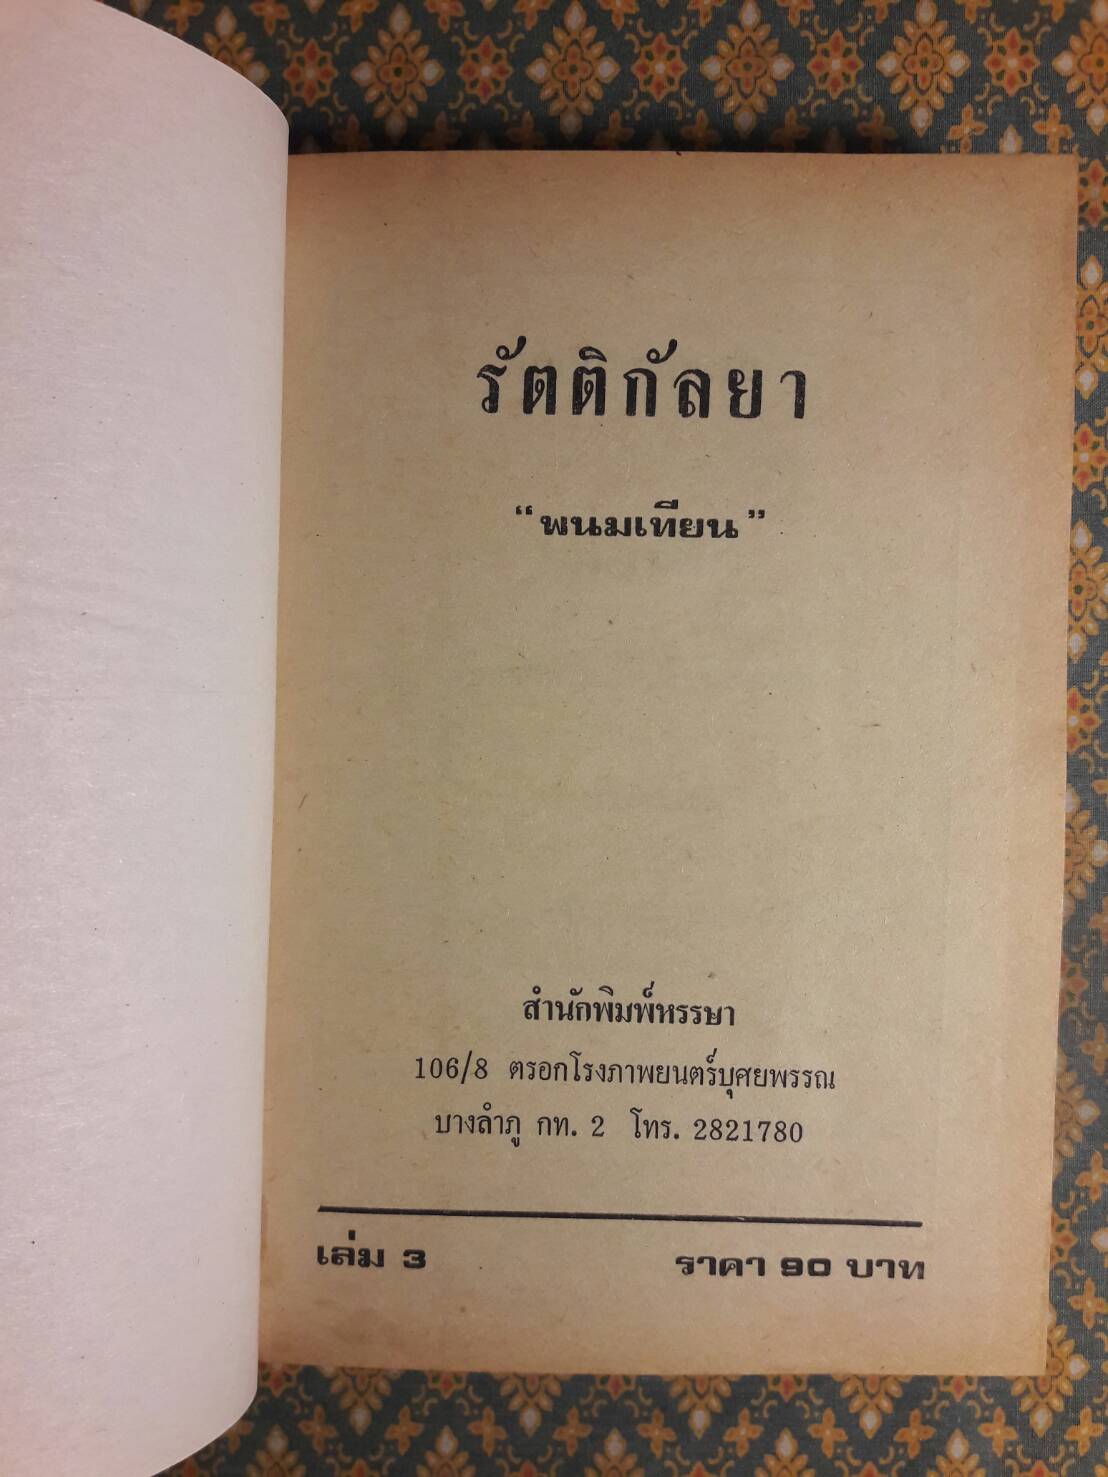 รัตติกัลยา
“พนมเทียน”
สำนักพิมพ์หรรษา
106/8 ตรอกโรงภาพยนตร์บุศยพรรณ
บางลำภู กท. 2 โทร. 2821780
เล่ม 3 ราคา 90 บาท